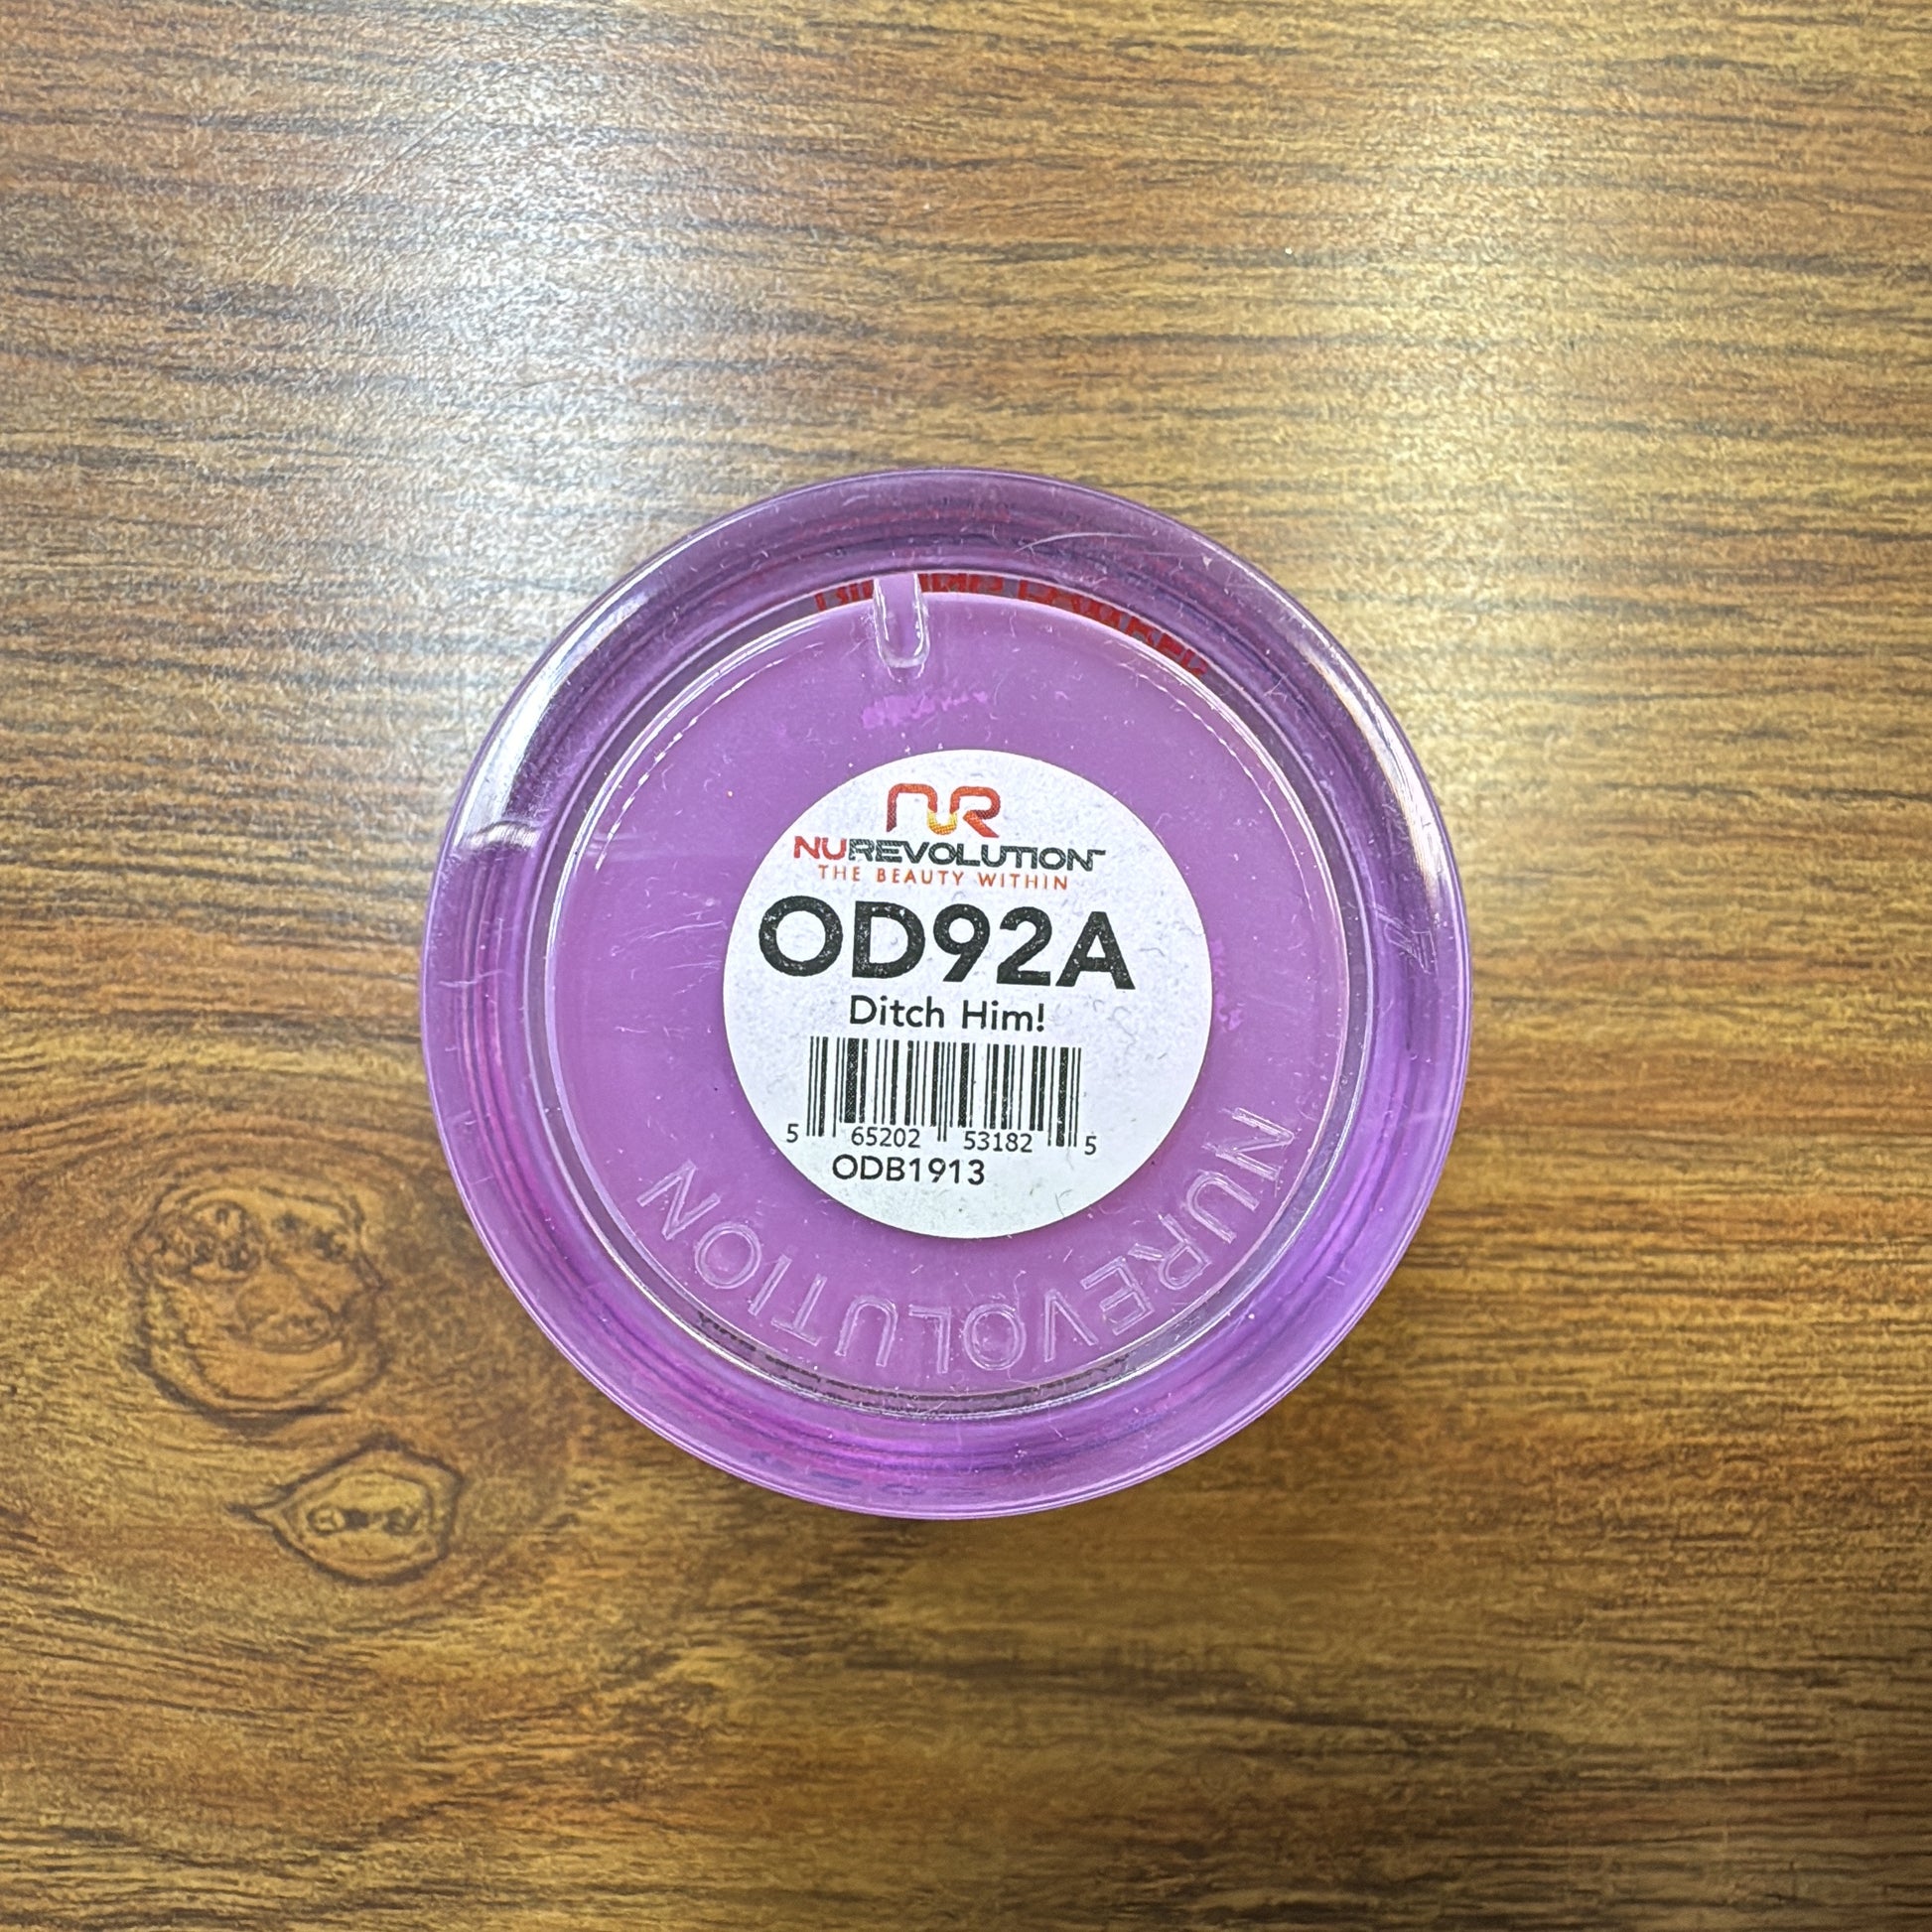 NR
NUREVOLUTION
THE BEAUTY WITHIN
OD92A
Ditch Him!
5 65202 53182 5
ODB1913
NUREVOLUTION